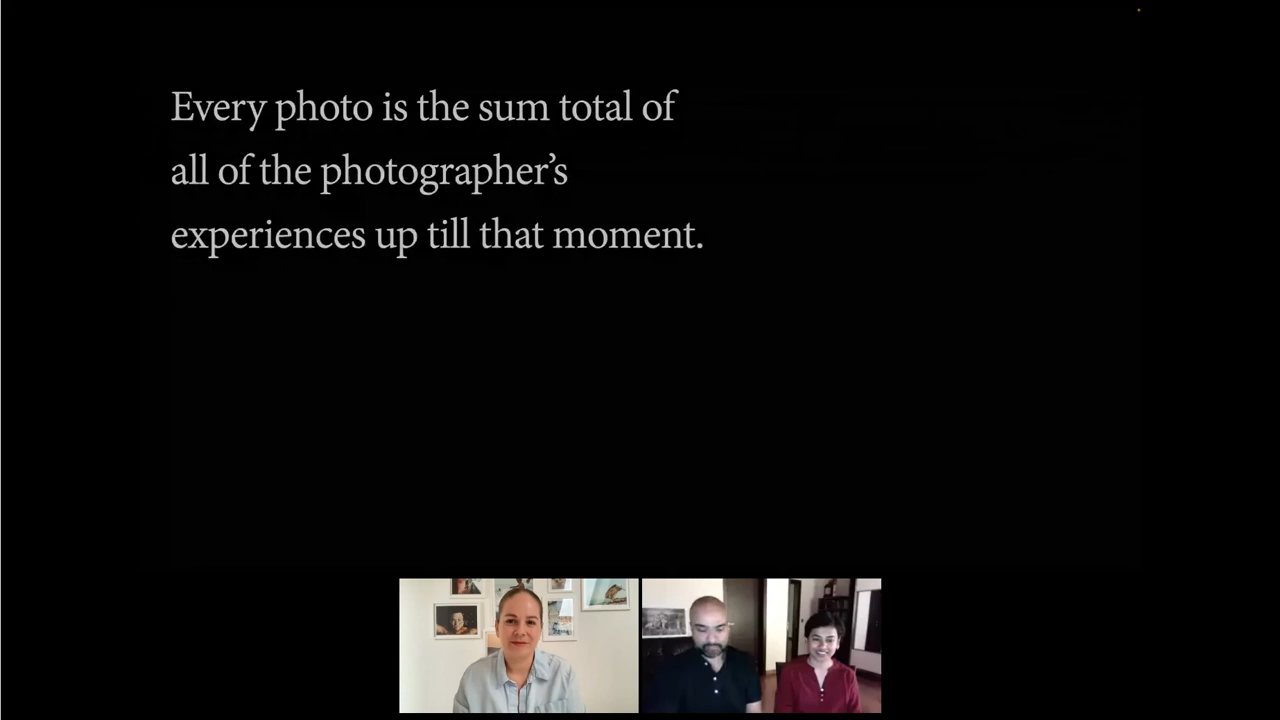 Every photo is the sum total of
all of the photographer’s
experiences up till that moment.